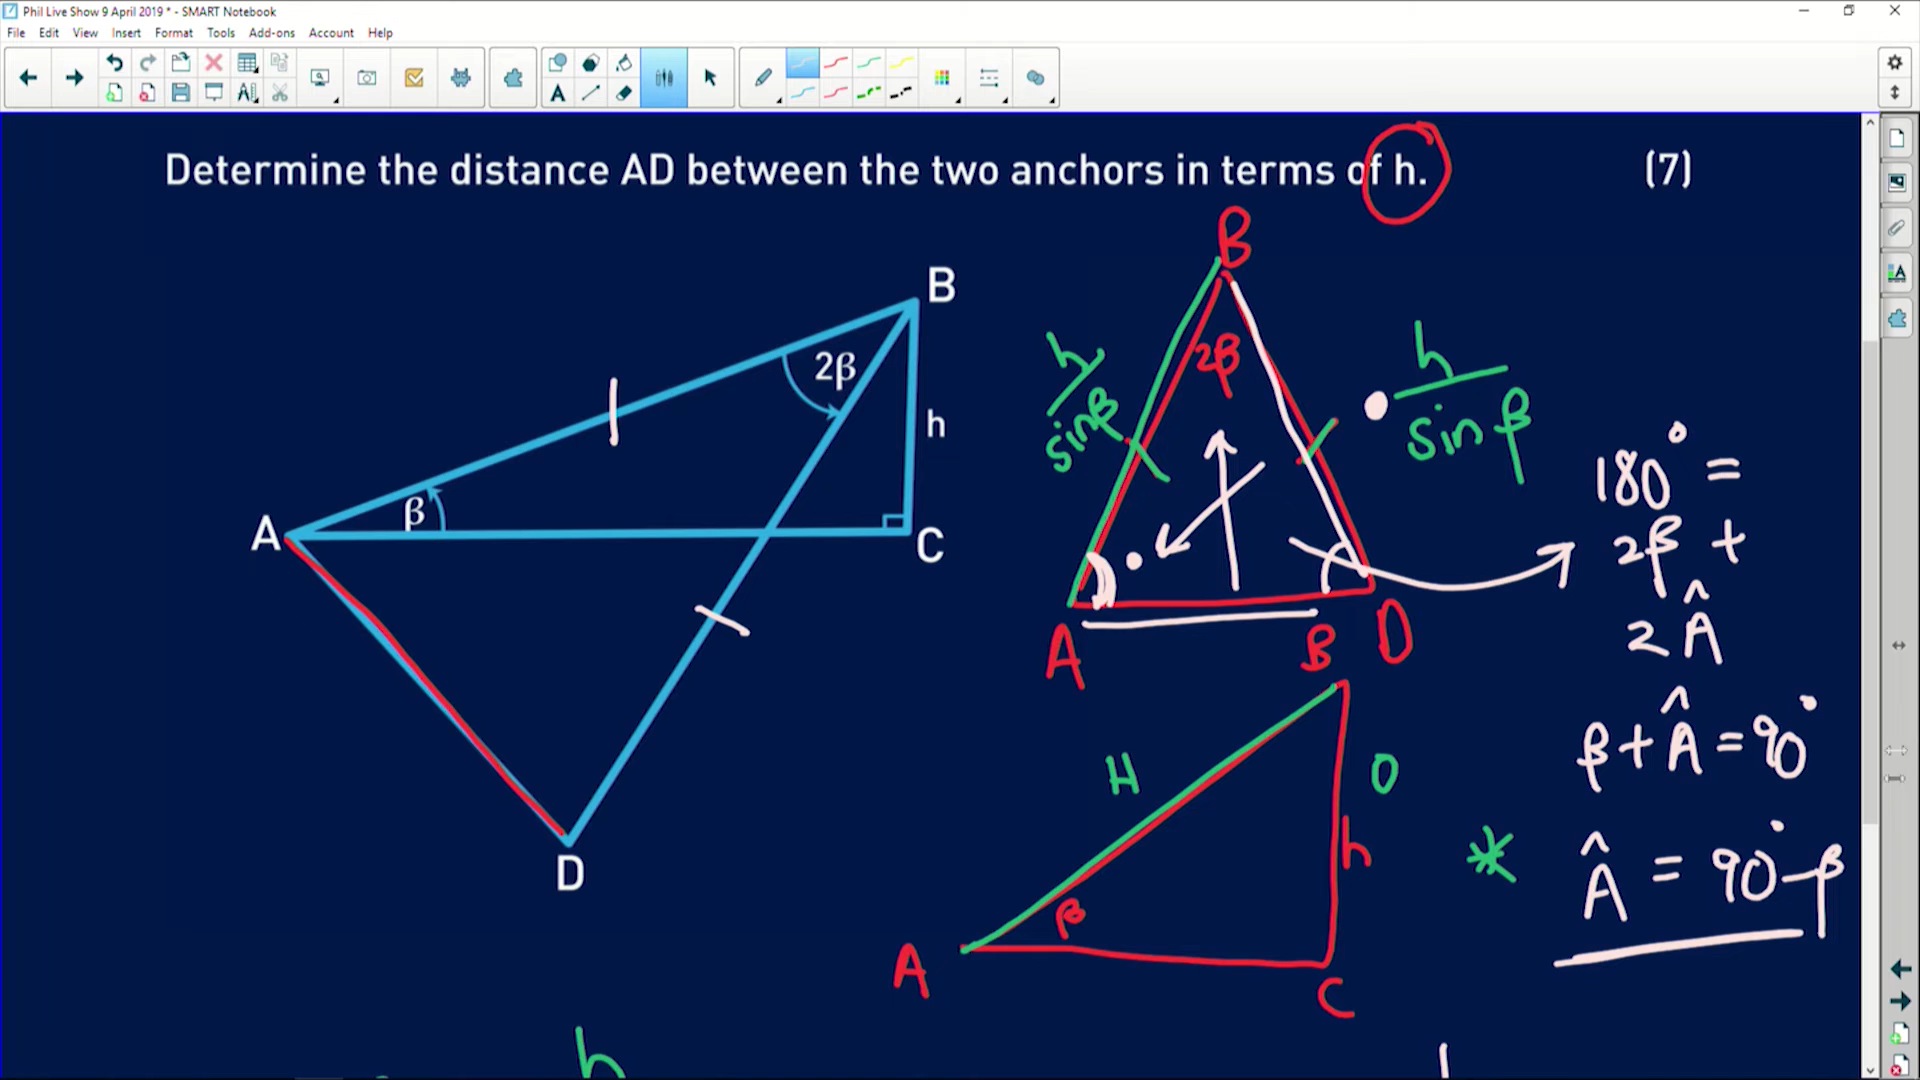 Phil Live Show 9 April 2019 * - SMART Notebook
File Edit View Insert Format Tools Add-ons Account Help
Determine the distance AD between the two anchors in terms of h. (7)
B
2β
h
β
A
C
D
B
2β
h
sinβ
h
sin β
A
B
D
H
O
h
β
A
C
180° =
2β +
2Â
β + Â = 90°
* Â = 90° - β
h